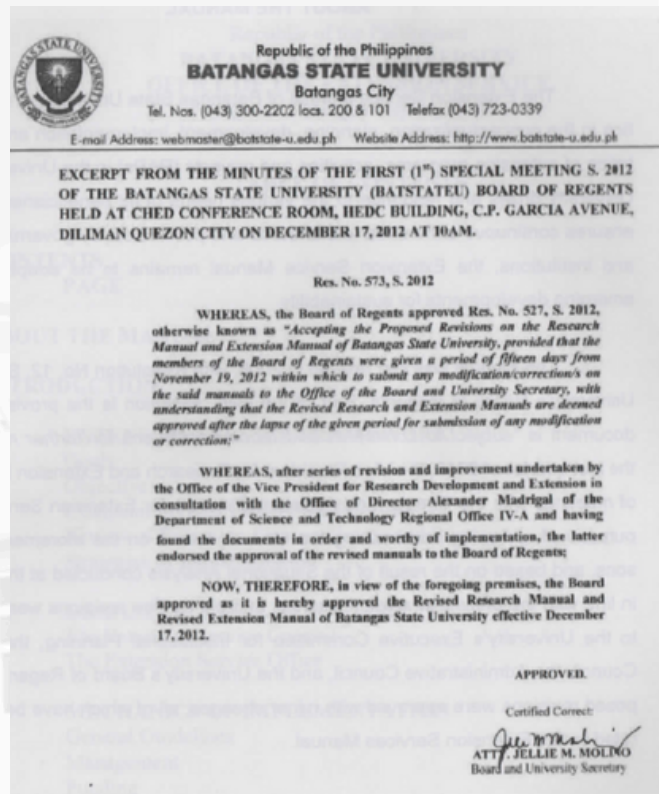 Republic of the Philippines
BATANGAS STATE UNIVERSITY
Batangas City
Tel. Nos. (043) 300-2202 locs. 200 & 101 Telefax (043) 723-0339
E-mail Address: webmaster@batstate-u.edu.ph Website Address: http://www.batstate-u.edu.ph
EXCERPT FROM THE MINUTES OF THE FIRST (1st) SPECIAL MEETING S. 2012
OF THE BATANGAS STATE UNIVERSITY (BATSTATEU) BOARD OF REGENTS
HELD AT CHED CONFERENCE ROOM, HEDC BUILDING, C.P. GARCIA AVENUE,
DILIMAN QUEZON CITY ON DECEMBER 17, 2012 AT 10AM.
Res. No. 573, S. 2012
WHEREAS, the Board of Regents approved Res. No. 527, S. 2012,
otherwise known as "Accepting the Proposed Revisions on the Research
Manual and Extension Manual of Batangas State University, provided that the
members of the Board of Regents were given a period of fifteen days from
November 19, 2012 within which to submit any modification/correction/s on
the said manuals to the Office of the Board and University Secretary, with
understanding that the Revised Research and Extension Manuals are deemed
approved after the lapse of the given period for submission of any modification
or correction;"
WHEREAS, after series of revision and improvement undertaken by
the Office of the Vice President for Research Development and Extension in
consultation with the Office of Director Alexander Madrigal of the
Department of Science and Technology Regional Office IV-A and having
found the documents in order and worthy of implementation, the latter
endorsed the approval of the revised manuals to the Board of Regents;
NOW, THEREFORE, in view of the foregoing premises, the Board
approved as it is hereby approved the Revised Research Manual and
Revised Extension Manual of Batangas State University effective December
17, 2012.
APPROVED.
Certified Correct:
ATTY. JELLIE M. MOLINO
Board and University Secretary